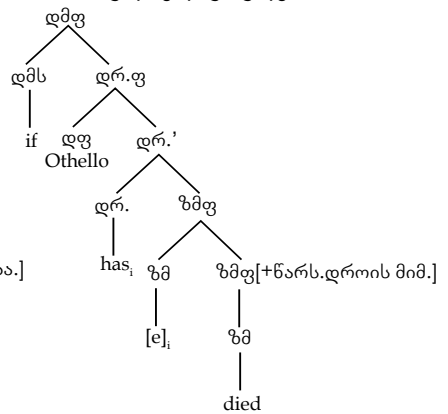 დმფ
დმს დრ.ფ
if დფ დრ.’
Othello
დრ. ზმფ
hasᵢ ზმ ზმფ[+წარს.დროის მიმ.]
[e]ᵢ ზმ
died